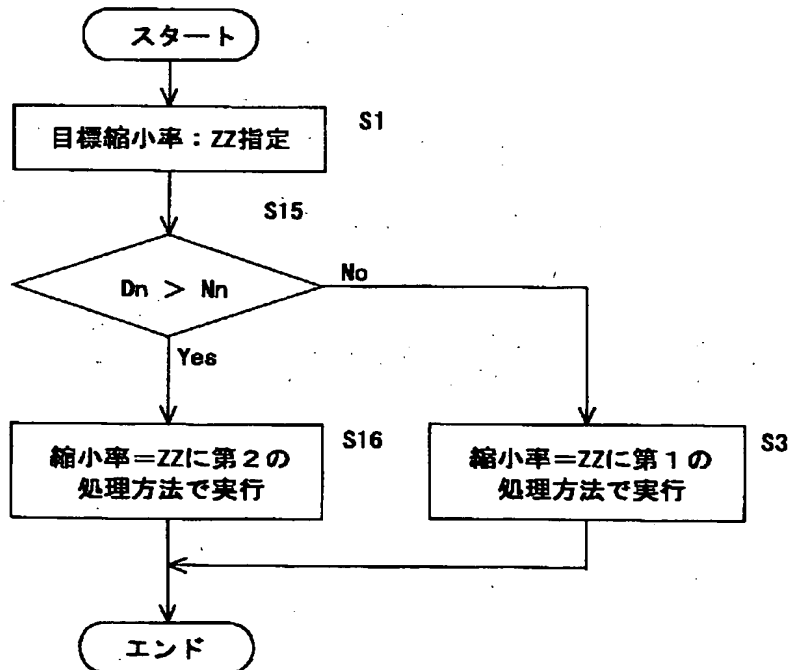 スタート
目標縮小率：ZZ指定
S1
S15
Dn > Nn
No
Yes
縮小率＝ZZに第２の
処理方法で実行
S16
縮小率＝ZZに第１の
処理方法で実行
S3
エンド